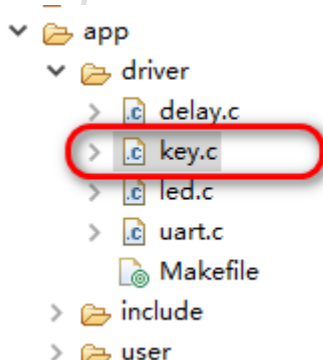 app
driver
delay.c
key.c
led.c
uart.c
Makefile
include
user